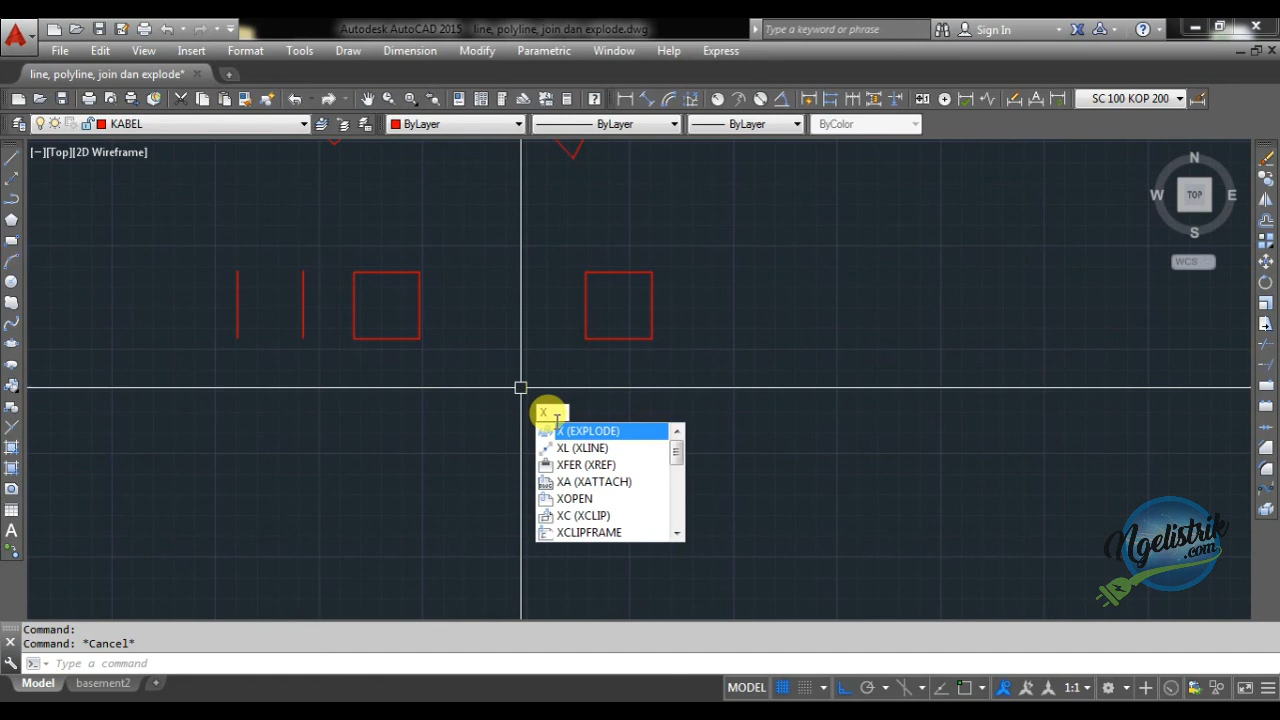 Autodesk AutoCAD 2015 line, polyline, join dan explode.dwg
Type a keyword or phrase
Sign In
File Edit View Insert Format Tools Draw Dimension Modify Parametric Window Help Express
line, polyline, join dan explode*
SC 100 KOP 200
KABEL
ByLayer
ByLayer
ByLayer
ByColor
[−][Top][2D Wireframe]
N
W TOP E
S
WCS
X
X (EXPLODE)
XL (XLINE)
XFER (XREF)
XA (XATTACH)
XOPEN
XC (XCLIP)
XCLIPFRAME
Ngelistrik
.com
A
Command:
Command: *Cancel*
Type a command
Model basement2
MODEL 1:1